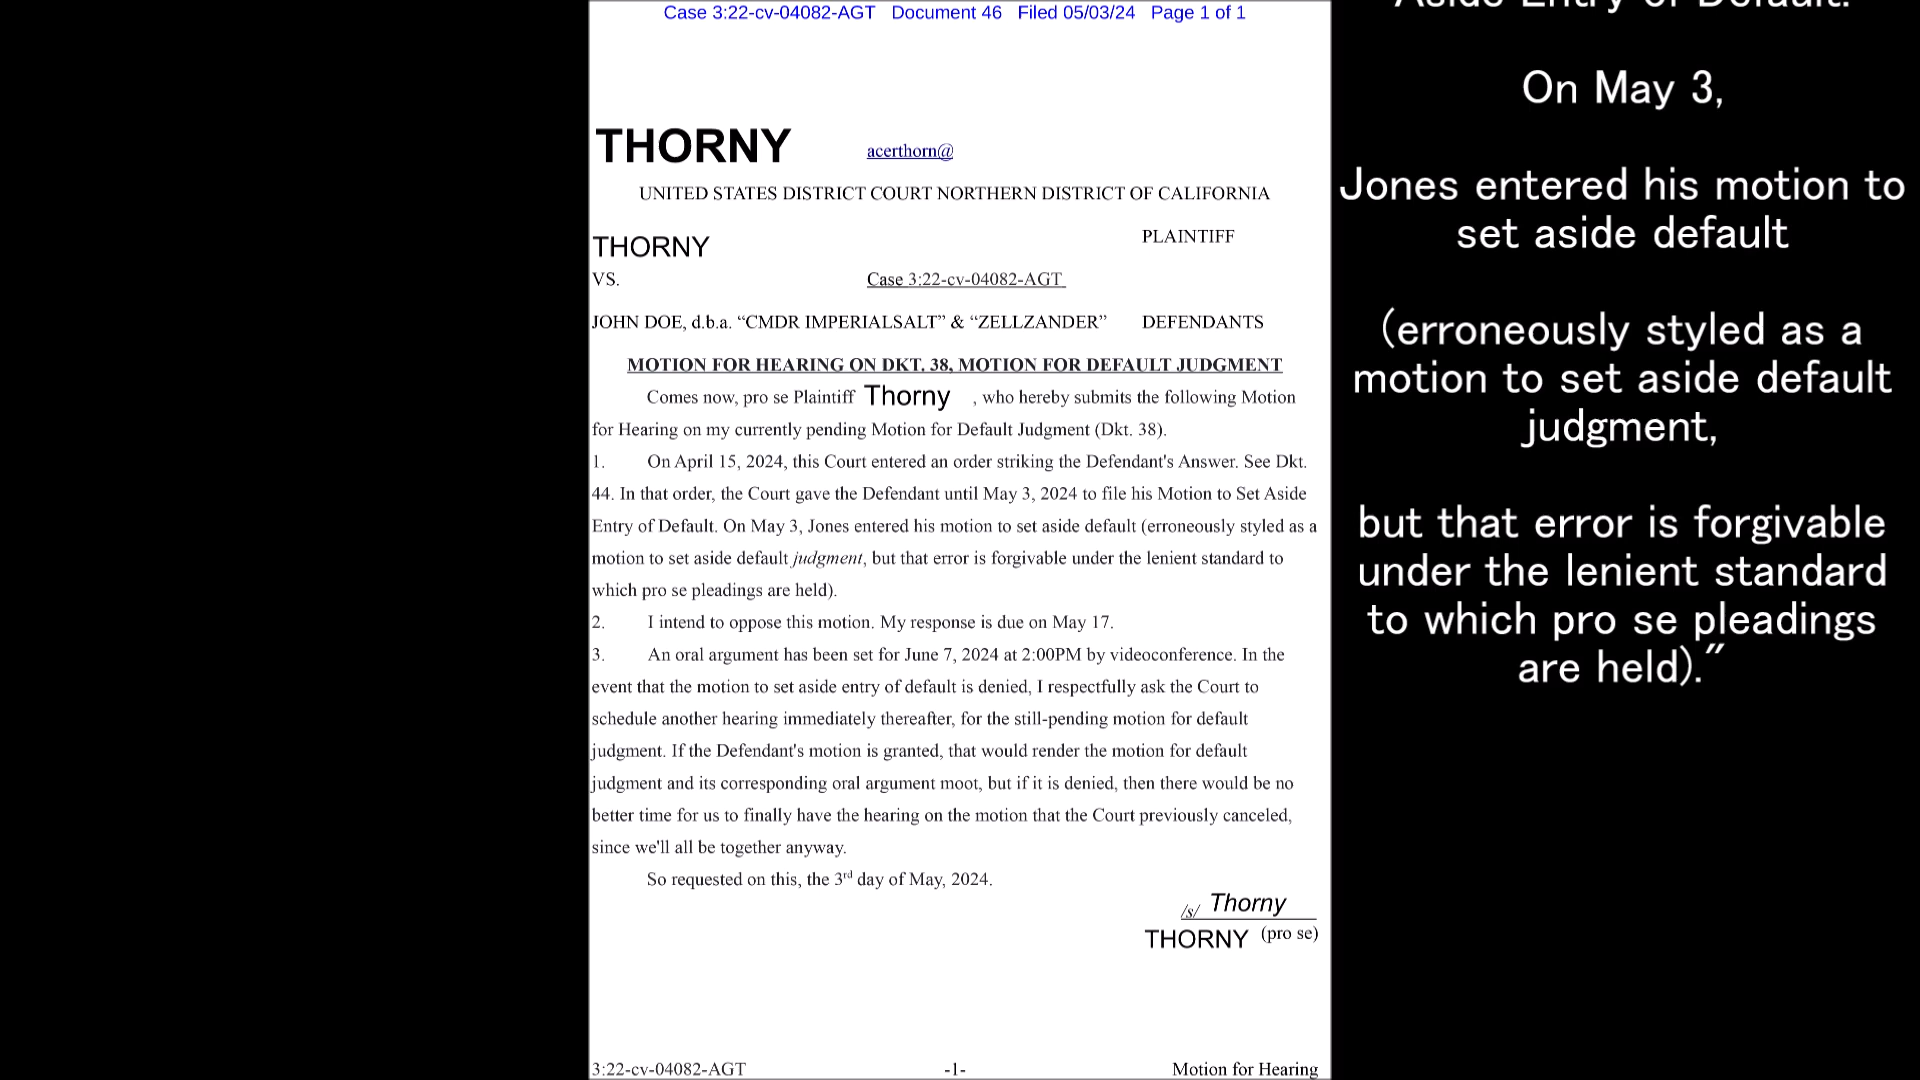 Case 3:22-cv-04082-AGT Document 46 Filed 05/03/24 Page 1 of 1
THORNY acerthorn@
UNITED STATES DISTRICT COURT NORTHERN DISTRICT OF CALIFORNIA
THORNY PLAINTIFF
VS. Case 3:22-cv-04082-AGT
JOHN DOE, d.b.a. “CMDR IMPERIALSALT” & “ZELLZANDER” DEFENDANTS
MOTION FOR HEARING ON DKT. 38, MOTION FOR DEFAULT JUDGMENT
Comes now, pro se Plaintiff Thorny , who hereby submits the following Motion
for Hearing on my currently pending Motion for Default Judgment (Dkt. 38).
1. On April 15, 2024, this Court entered an order striking the Defendant's Answer. See Dkt.
44. In that order, the Court gave the Defendant until May 3, 2024 to file his Motion to Set Aside
Entry of Default. On May 3, Jones entered his motion to set aside default (erroneously styled as a
motion to set aside default judgment, but that error is forgivable under the lenient standard to
which pro se pleadings are held).
2. I intend to oppose this motion. My response is due on May 17.
3. An oral argument has been set for June 7, 2024 at 2:00PM by videoconference. In the
event that the motion to set aside entry of default is denied, I respectfully ask the Court to
schedule another hearing immediately thereafter, for the still-pending motion for default
judgment. If the Defendant's motion is granted, that would render the motion for default
judgment and its corresponding oral argument moot, but if it is denied, then there would be no
better time for us to finally have the hearing on the motion that the Court previously canceled,
since we'll all be together anyway.
So requested on this, the 3rd day of May, 2024.
/s/ Thorny
THORNY (pro se)
3:22-cv-04082-AGT -1- Motion for Hearing
Aside Entry of Default.
On May 3,
Jones entered his motion to
set aside default
(erroneously styled as a
motion to set aside default
judgment,
but that error is forgivable
under the lenient standard
to which pro se pleadings
are held)."